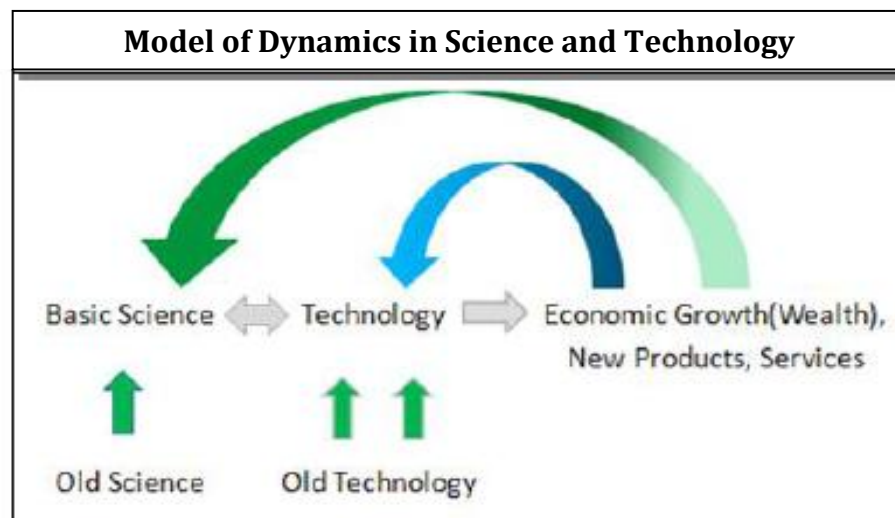 Model of Dynamics in Science and Technology
Basic Science
Technology
Economic Growth(Wealth),
New Products, Services
Old Science
Old Technology